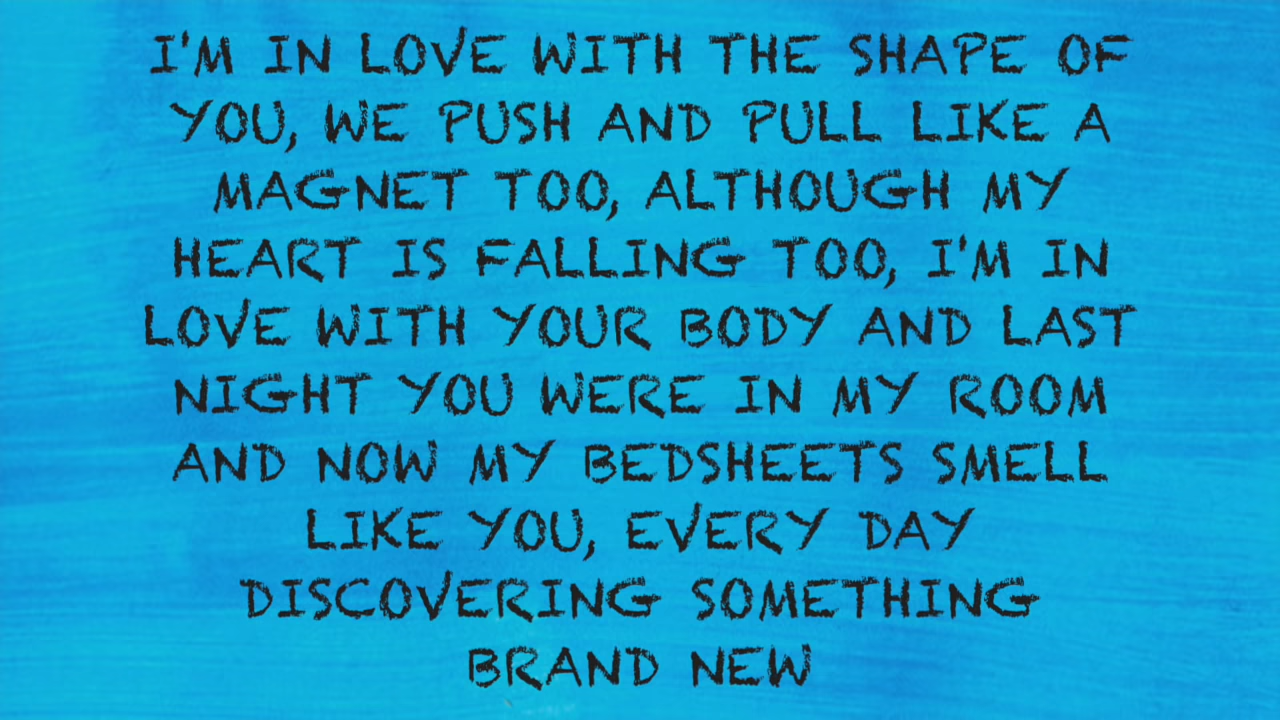 I'M IN LOVE WITH THE SHAPE OF
YOU, WE PUSH AND PULL LIKE A
MAGNET TOO, ALTHOUGH MY
HEART IS FALLING TOO, I'M IN
LOVE WITH YOUR BODY AND LAST
NIGHT YOU WERE IN MY ROOM
AND NOW MY BEDSHEETS SMELL
LIKE YOU, EVERY DAY
DISCOVERING SOMETHING
BRAND NEW